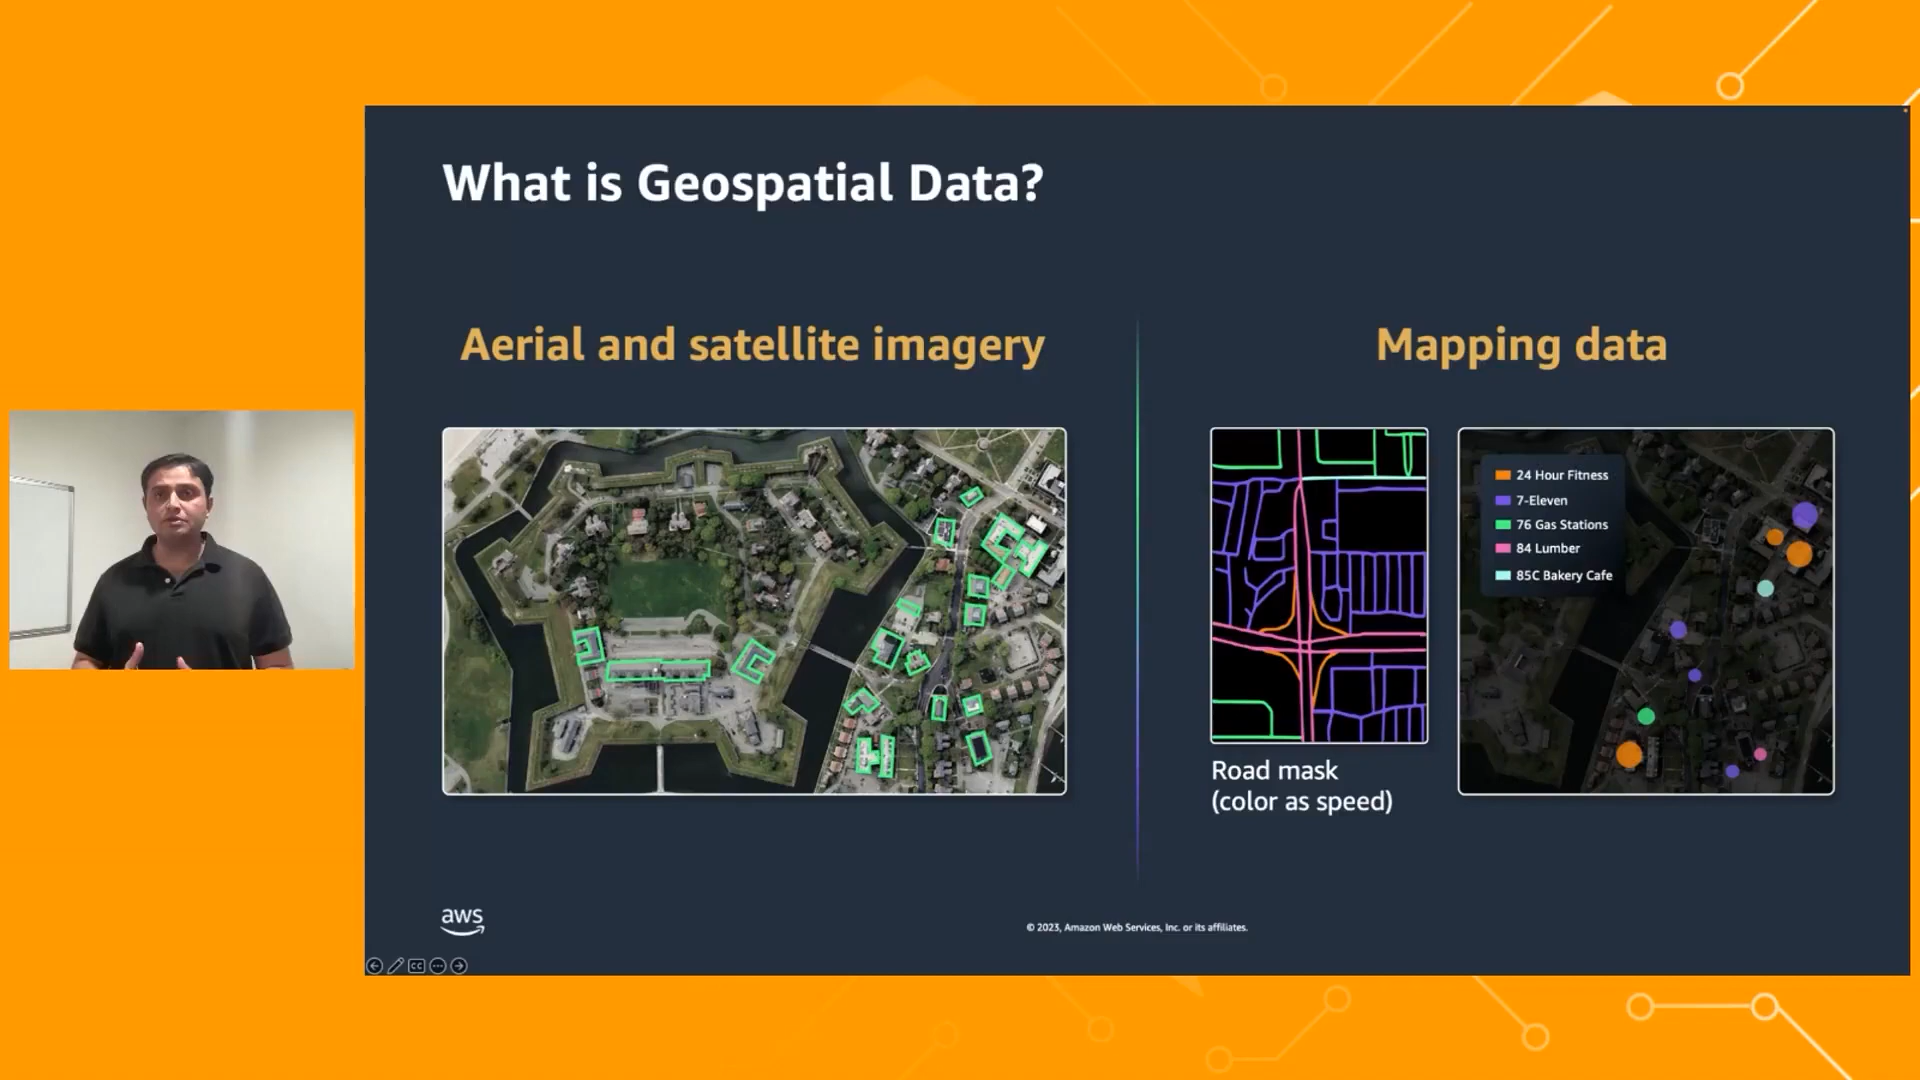 What is Geospatial Data?
Aerial and satellite imagery
Mapping data
24 Hour Fitness
7-Eleven
76 Gas Stations
84 Lumber
85C Bakery Cafe
Road mask
(color as speed)
aws
© 2023, Amazon Web Services, Inc. or its affiliates.
CC